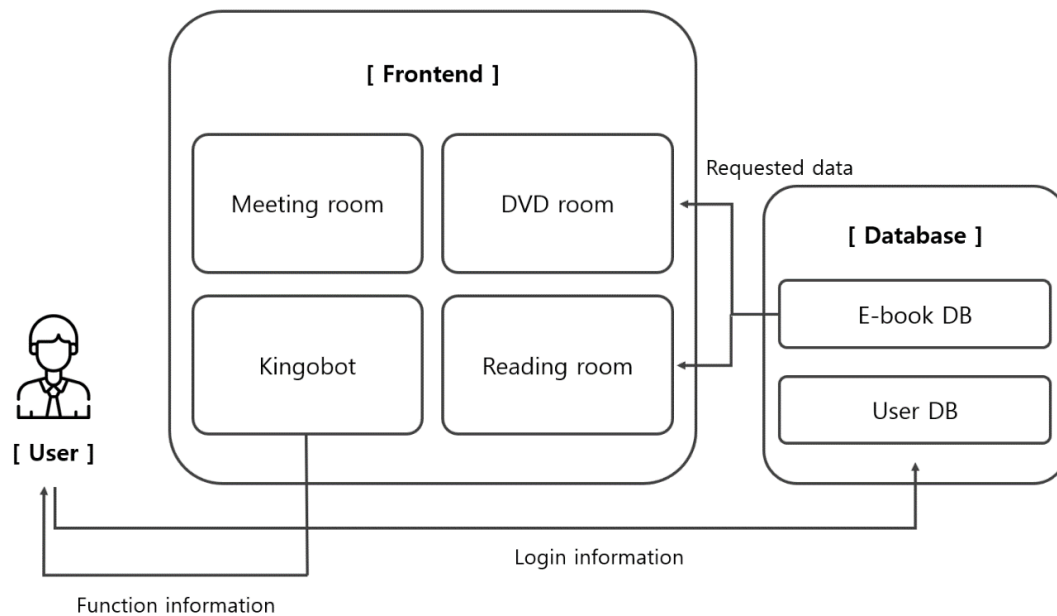 [ Frontend ]
Meeting room
DVD room
Requested data
[ Database ]
E-book DB
Kingobot
Reading room
User DB
[ User ]
Login information
Function information